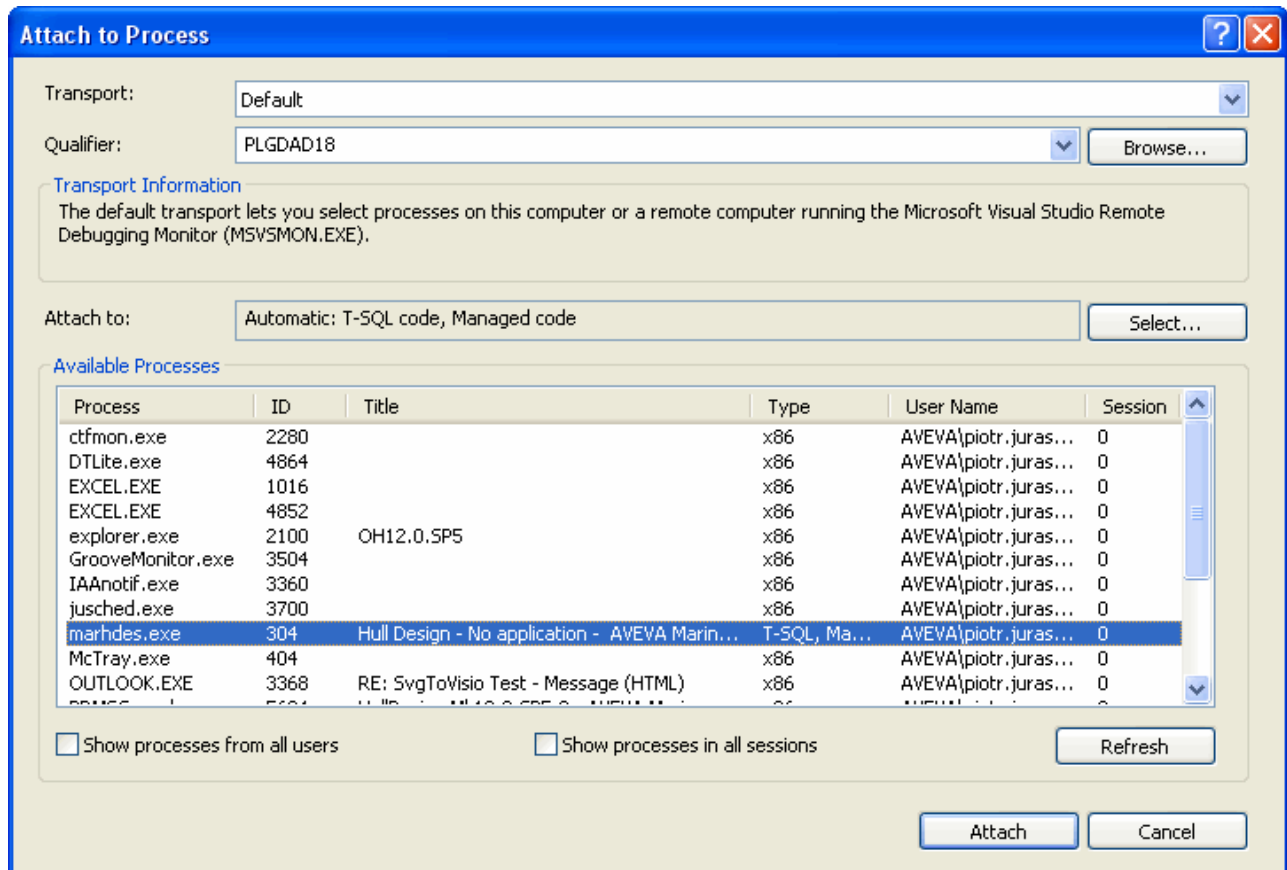 Attach to Process
Transport:
Default
Qualifier:
PLGDAD18
Browse...
Transport Information
The default transport lets you select processes on this computer or a remote computer running the Microsoft Visual Studio Remote
Debugging Monitor (MSVSMON.EXE).
Attach to:
Automatic: T-SQL code, Managed code
Select...
Available Processes
Process ID Title Type User Name Session
ctfmon.exe 2280 x86 AVEVA\piotr.juras... 0
DTLite.exe 4864 x86 AVEVA\piotr.juras... 0
EXCEL.EXE 1016 x86 AVEVA\piotr.juras... 0
EXCEL.EXE 4852 x86 AVEVA\piotr.juras... 0
explorer.exe 2100 OH12.0.SP5 x86 AVEVA\piotr.juras... 0
GrooveMonitor.exe 3504 x86 AVEVA\piotr.juras... 0
IAAnotif.exe 3360 x86 AVEVA\piotr.juras... 0
jusched.exe 3700 x86 AVEVA\piotr.juras... 0
marhdes.exe 304 Hull Design - No application - AVEVA Marin... T-SQL, Ma... AVEVA\piotr.juras... 0
McTray.exe 404 x86 AVEVA\piotr.juras... 0
OUTLOOK.EXE 3368 RE: SvgToVisio Test - Message (HTML) x86 AVEVA\piotr.juras... 0
Show processes from all users
Show processes in all sessions
Refresh
Attach
Cancel